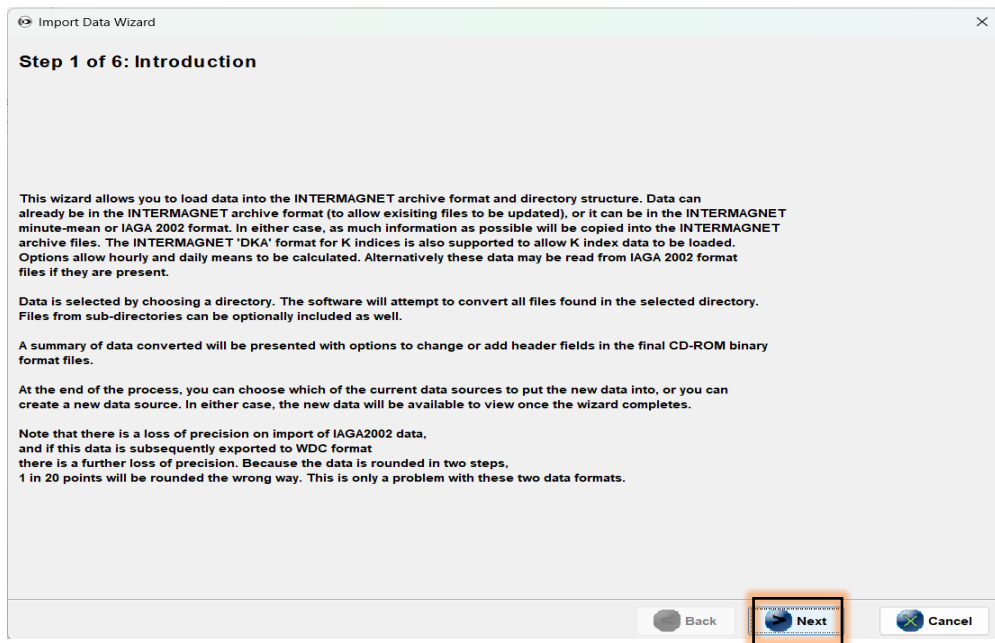 Import Data Wizard
Step 1 of 6: Introduction
This wizard allows you to load data into the INTERMAGNET archive format and directory structure. Data can
already be in the INTERMAGNET archive format (to allow exisiting files to be updated), or it can be in the INTERMAGNET
minute-mean or IAGA 2002 format. In either case, as much information as possible will be copied into the INTERMAGNET
archive files. The INTERMAGNET 'DKA' format for K indices is also supported to allow K index data to be loaded.
Options allow hourly and daily means to be calculated. Alternatively these data may be read from IAGA 2002 format
files if they are present.
Data is selected by choosing a directory. The software will attempt to convert all files found in the selected directory.
Files from sub-directories can be optionally included as well.
A summary of data converted will be presented with options to change or add header fields in the final CD-ROM binary
format files.
At the end of the process, you can choose which of the current data sources to put the new data into, or you can
create a new data source. In either case, the new data will be available to view once the wizard completes.
Note that there is a loss of precision on import of IAGA2002 data,
and if this data is subsequently exported to WDC format
there is a further loss of precision. Because the data is rounded in two steps,
1 in 20 points will be rounded the wrong way. This is only a problem with these two data formats.
Back Next Cancel